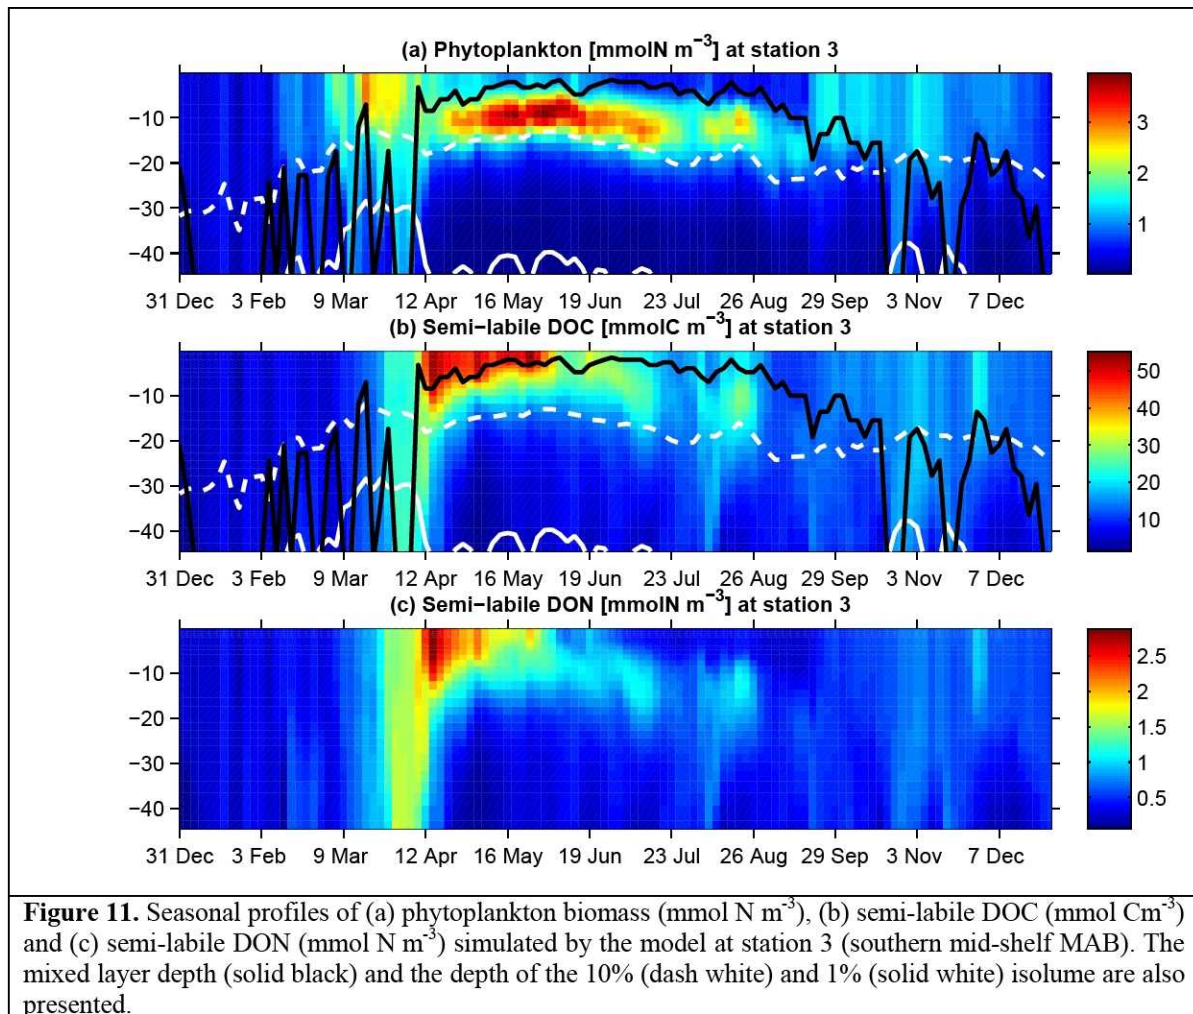 (a) Phytoplankton [mmolN m⁻³] at station 3
−10
−20
−30
−40
31 Dec 3 Feb 9 Mar 12 Apr 16 May 19 Jun 23 Jul 26 Aug 29 Sep 3 Nov 7 Dec
3
2
1
(b) Semi−labile DOC [mmolC m⁻³] at station 3
−10
−20
−30
−40
31 Dec 3 Feb 9 Mar 12 Apr 16 May 19 Jun 23 Jul 26 Aug 29 Sep 3 Nov 7 Dec
50
40
30
20
10
(c) Semi−labile DON [mmolN m⁻³] at station 3
−10
−20
−30
−40
31 Dec 3 Feb 9 Mar 12 Apr 16 May 19 Jun 23 Jul 26 Aug 29 Sep 3 Nov 7 Dec
2.5
2
1.5
1
0.5
Figure 11. Seasonal profiles of (a) phytoplankton biomass (mmol N m⁻³), (b) semi-labile DOC (mmol Cm⁻³)
and (c) semi-labile DON (mmol N m⁻³) simulated by the model at station 3 (southern mid-shelf MAB). The
mixed layer depth (solid black) and the depth of the 10% (dash white) and 1% (solid white) isolume are also
presented.